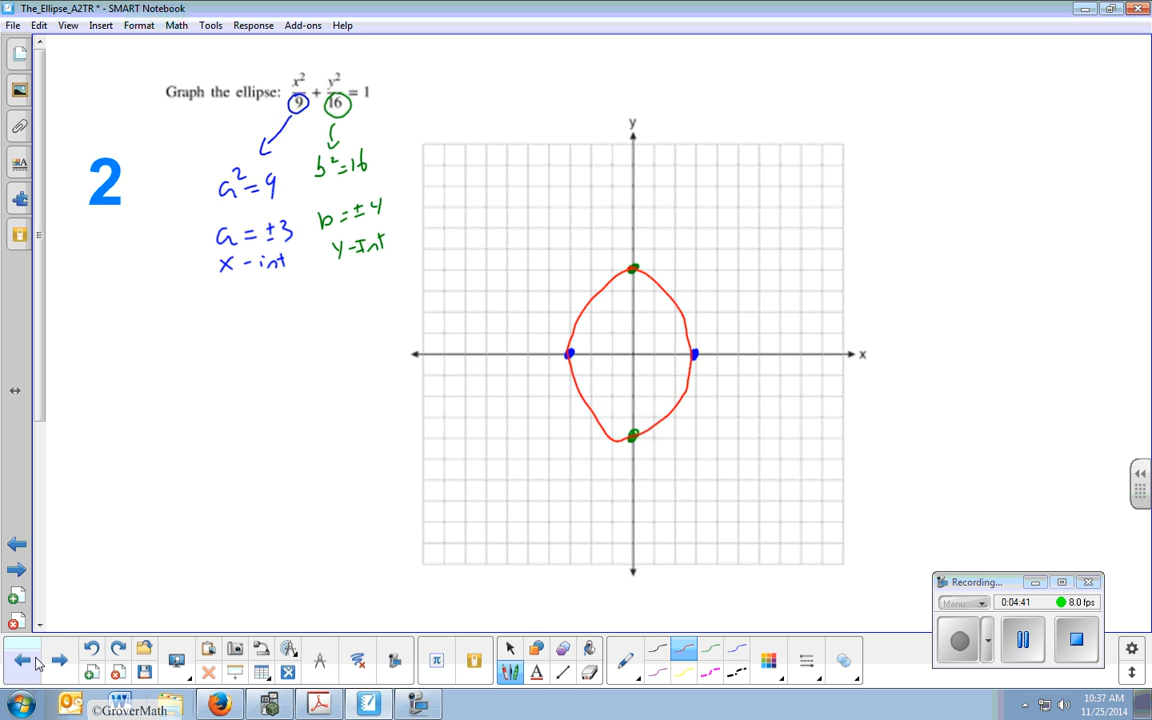 The_Ellipse_A2TR * - SMART Notebook
File Edit View Insert Format Math Tools Response Add-ons Help
Graph the ellipse: x²/9 + y²/16 = 1
2
a² = 9
b² = 16
a = ± 3
b = ± 4
x - int
y - Int
y
x
Recording...
Menu
0:04:41
8.0 fps
π
A
©GroverMath
10:37 AM
11/25/2014